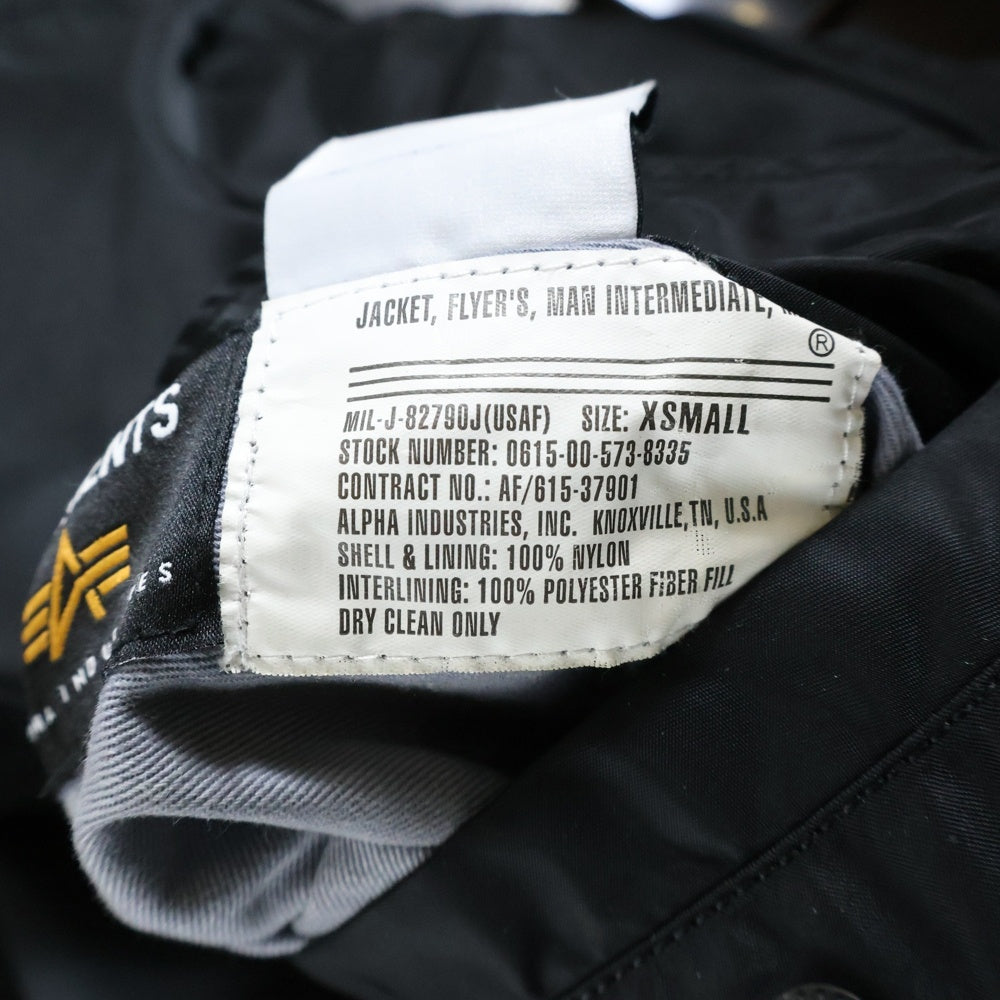 JACKET, FLYER'S, MAN INTERMEDIATE,
®
MIL-J-82790J(USAF) SIZE: XSMALL
STOCK NUMBER: 0615-00-573-8335
CONTRACT NO.: AF/615-37901
ALPHA INDUSTRIES, INC. KNOXVILLE,TN, U.S.A
SHELL & LINING: 100% NYLON
INTERLINING: 100% POLYESTER FIBER FILL
DRY CLEAN ONLY